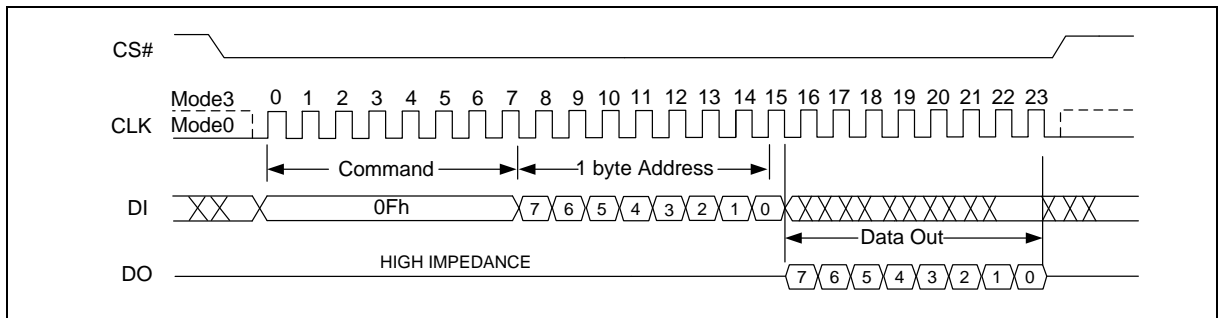 CS#
Mode3 0 1 2 3 4 5 6 7 8 9 10 11 12 13 14 15 16 17 18 19 20 21 22 23
CLK Mode0
Command 1 byte Address
DI 0Fh 7 6 5 4 3 2 1 0
Data Out
DO HIGH IMPEDANCE 7 6 5 4 3 2 1 0